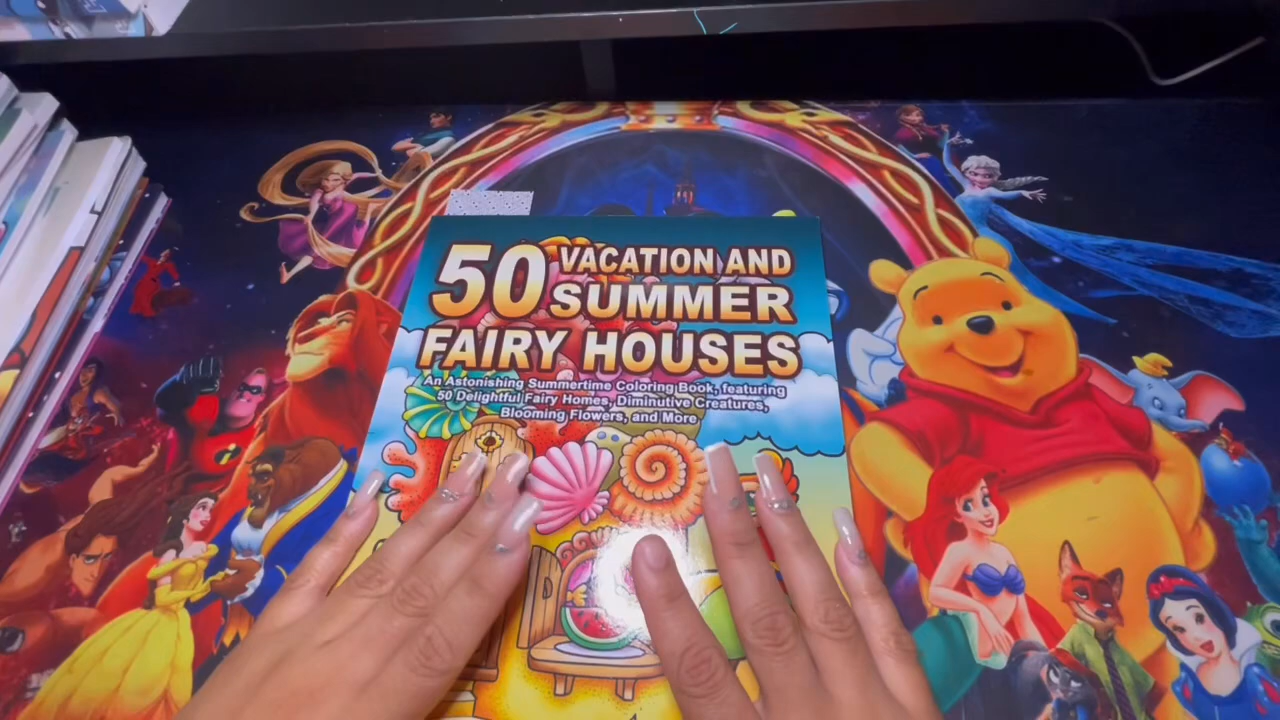 50 VACATION AND
SUMMER
FAIRY HOUSES
An Astonishing Summertime Coloring Book, featuring
50 Delightful Fairy Homes, Diminutive Creatures,
Blooming Flowers, and More